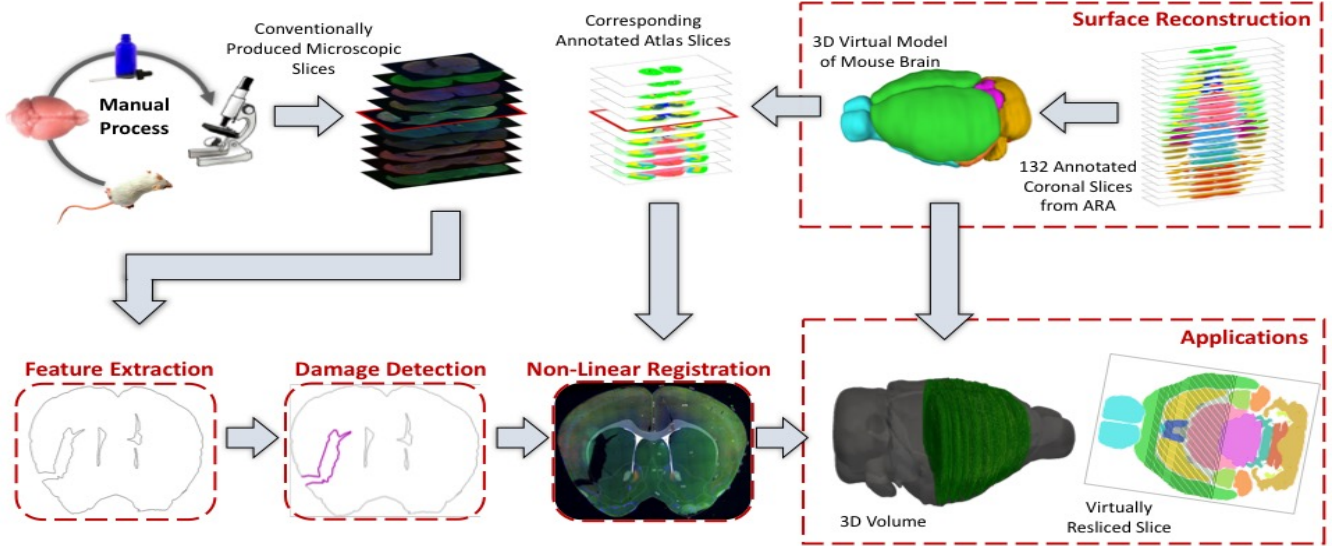 Manual
Process
Conventionally
Produced Microscopic
Slices
Corresponding
Annotated Atlas Slices
Surface Reconstruction
3D Virtual Model
of Mouse Brain
132 Annotated
Coronal Slices
from ARA
Feature Extraction
Damage Detection
Non-Linear Registration
Applications
3D Volume
Virtually
Resliced Slice